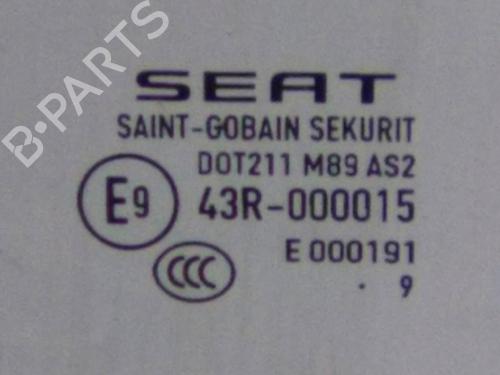 SEAT
SAINT-GOBAIN SEKURIT
DOT211 M89 AS2
E9 43R-000015
E 000191
CCC
. 9
B-PARTS